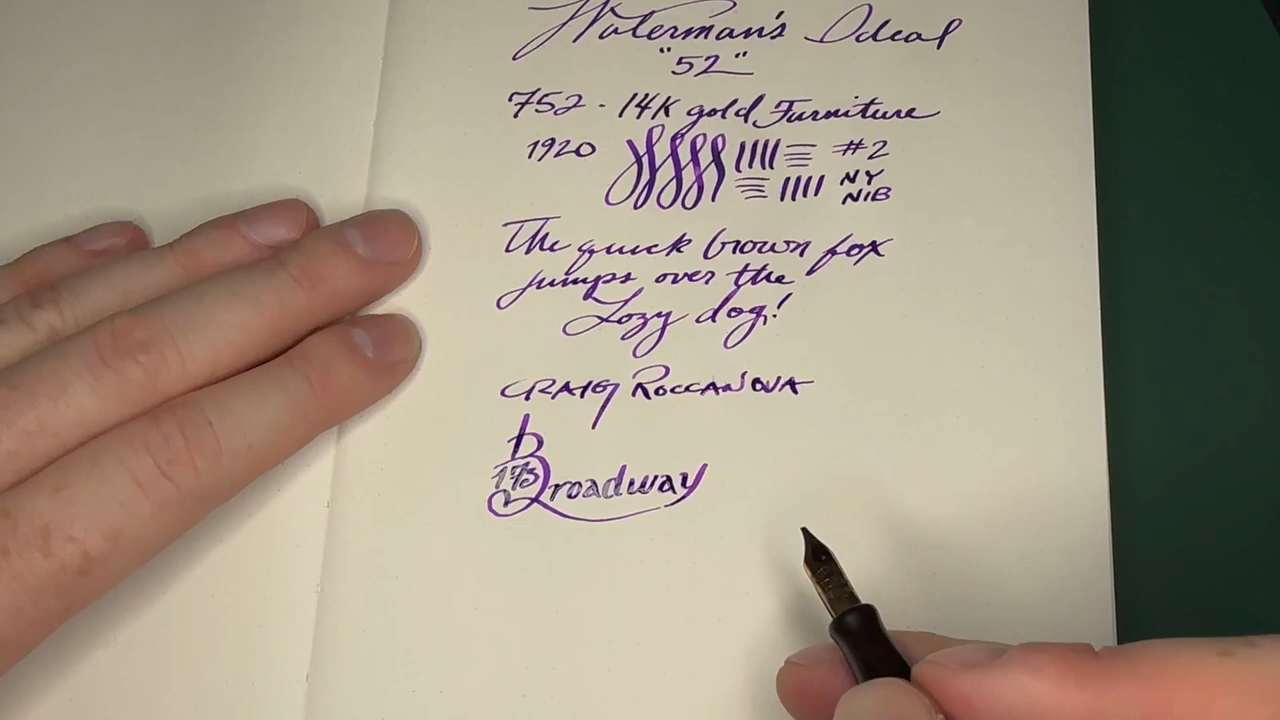 Waterman's Ideal
"52"
752 - 14K gold Furniture
1920 #2
NY
NIB
The quick brown fox
jumps over the
Lazy dog!
CRAIG ROCCANOVA
173
Broadway